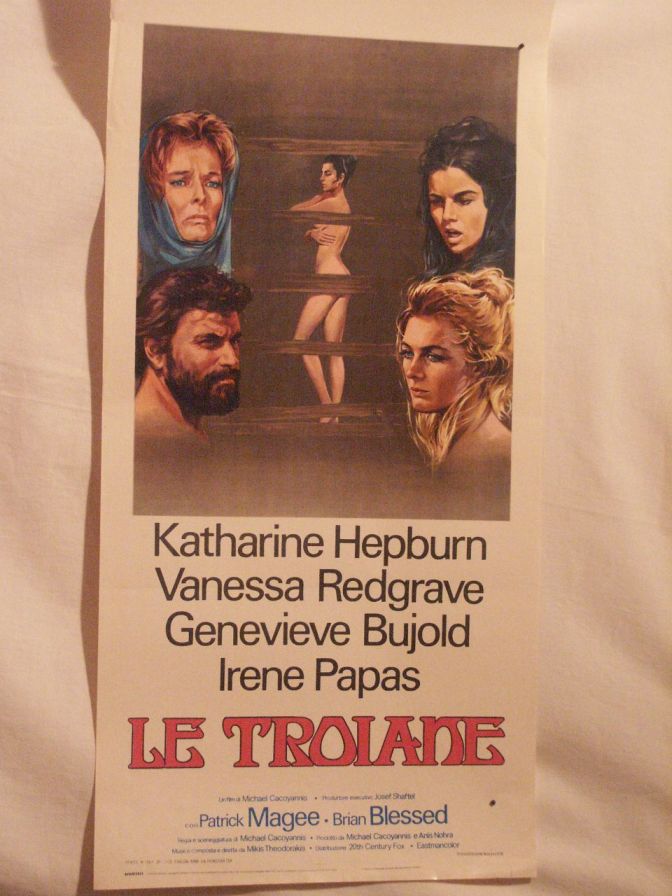 Katharine Hepburn
Vanessa Redgrave
Genevieve Bujold
Irene Papas
LE TROIANE
Un film di Michael Cacoyannis • Produttore esecutivo Josef Shaftel
con Patrick Magee • Brian Blessed
Regia e sceneggiatura di Michael Cacoyannis • Prodotto da Michael Cacoyannis e Anis Nohra
Musica composta e diretta da Mikis Theodorakis • Distribuzione 20th Century Fox • Eastmancolor